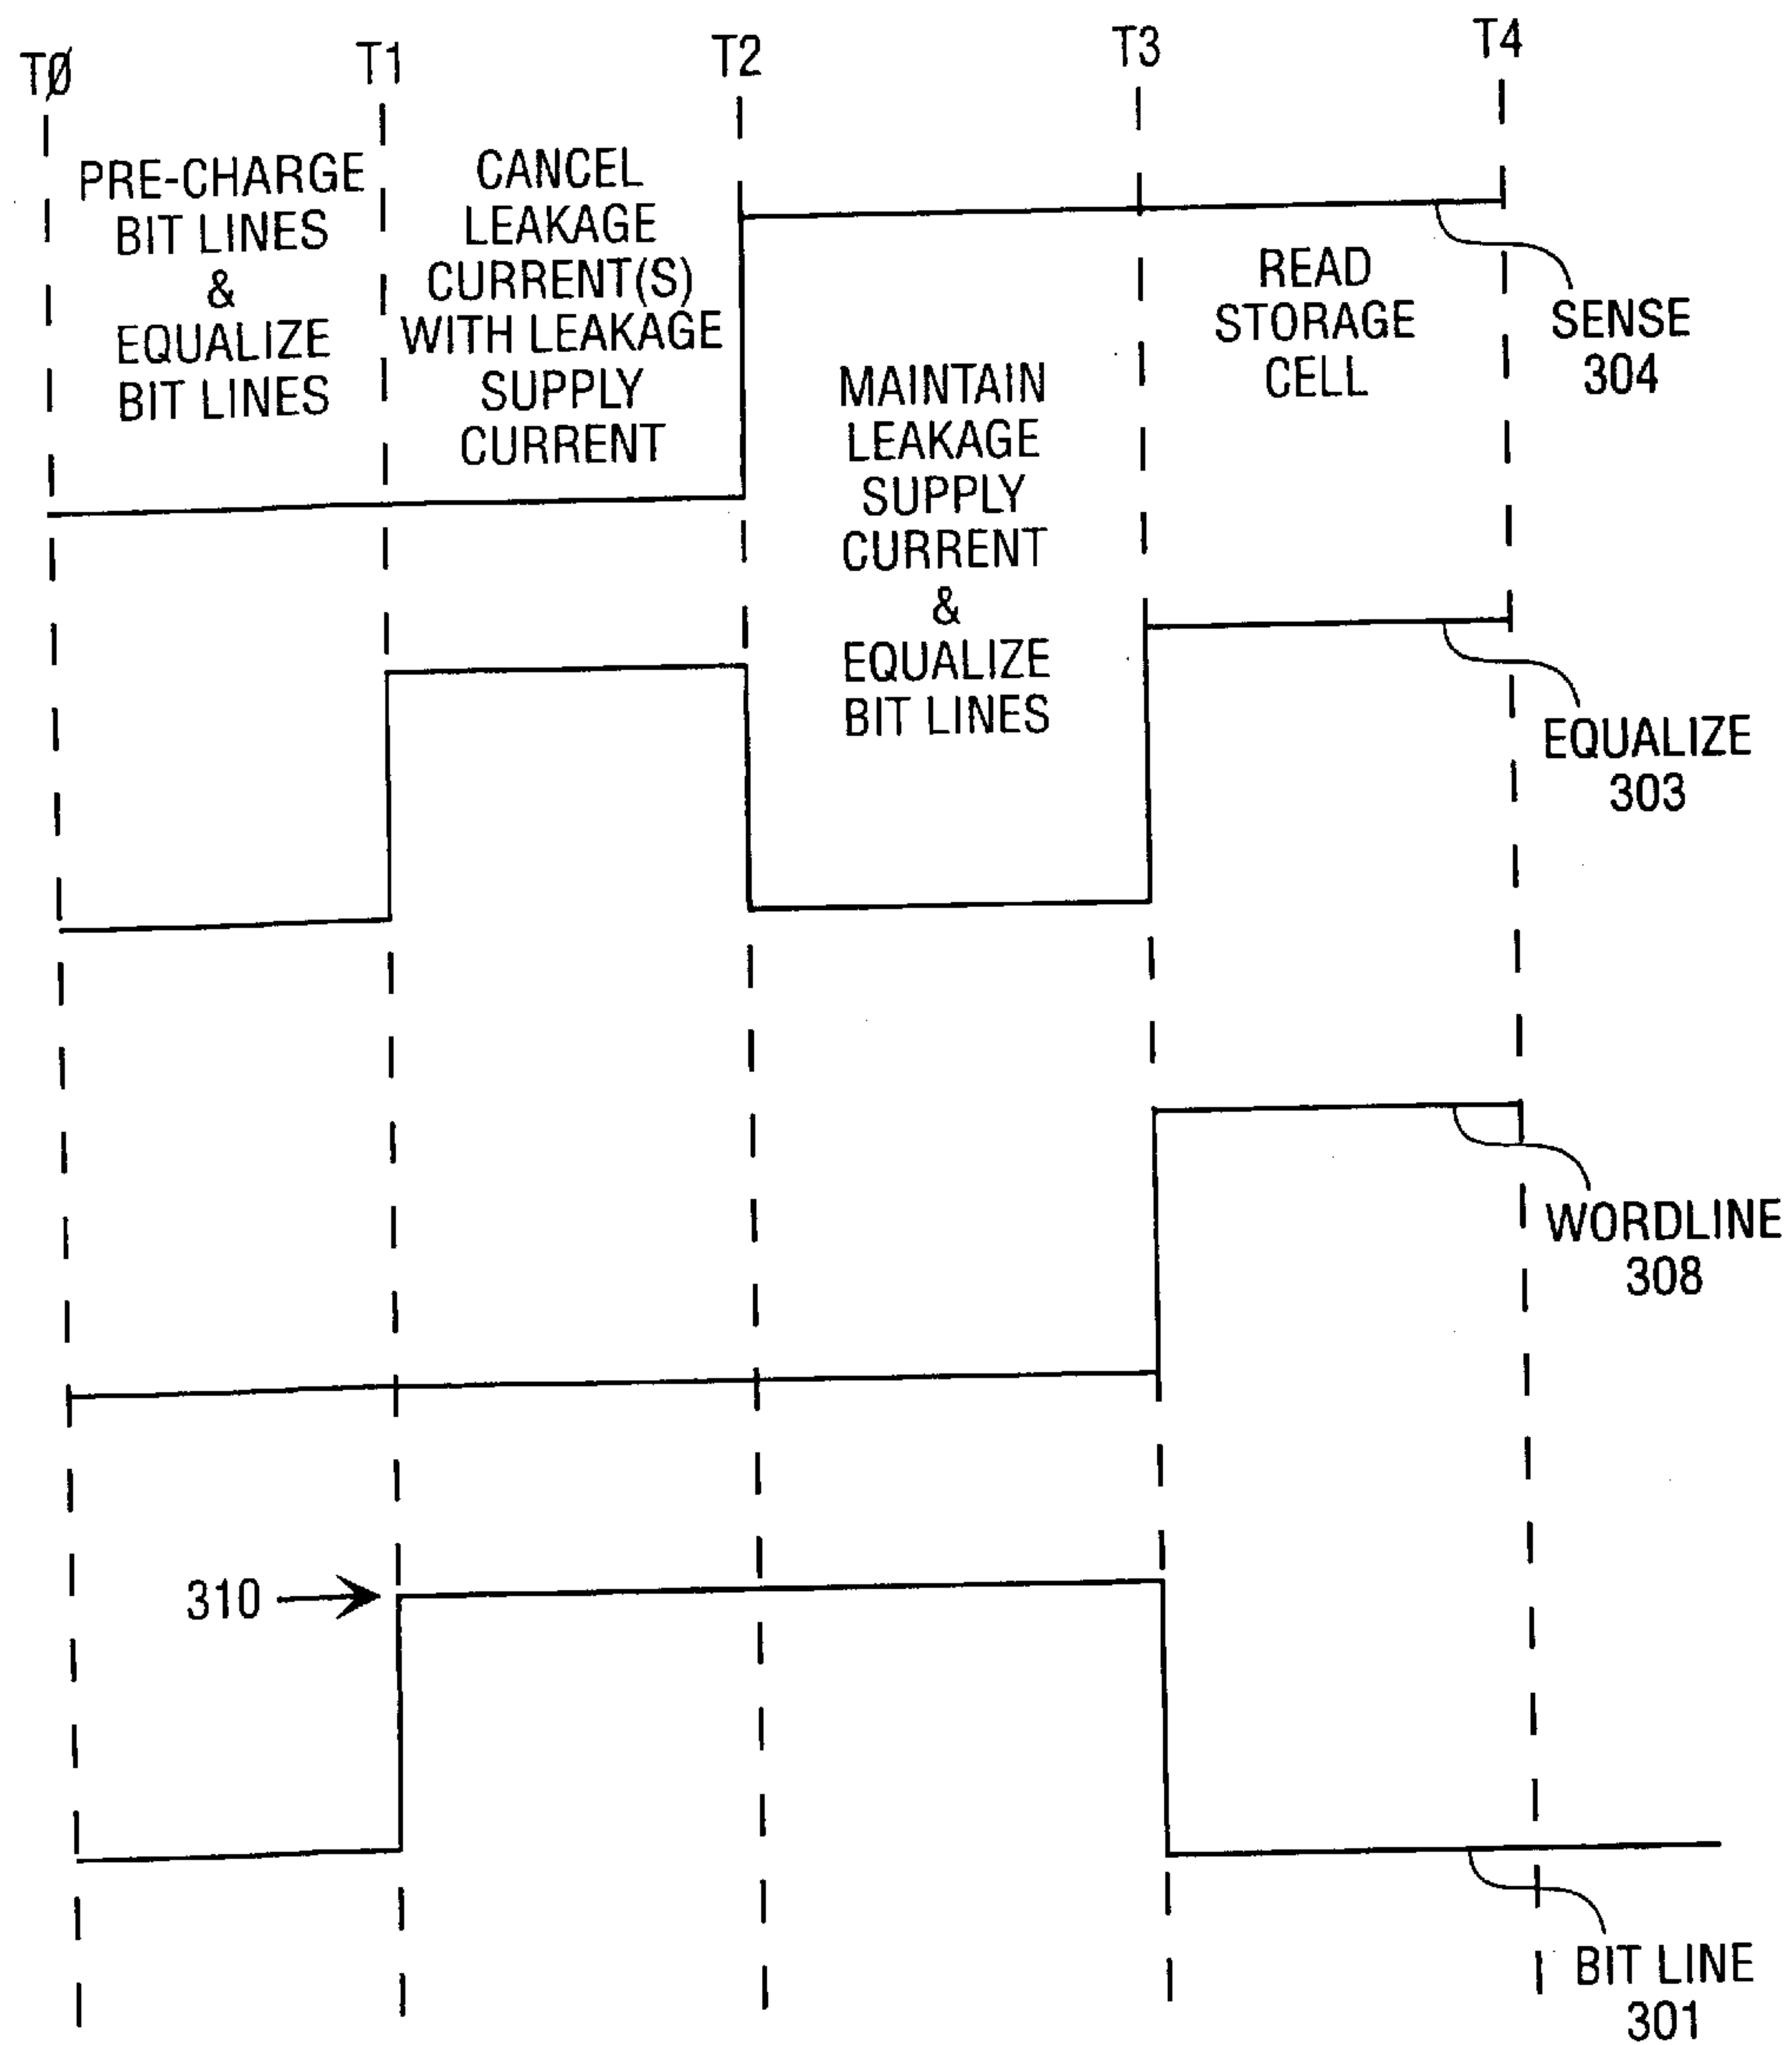 TØ
T1
T2
T3
T4
PRE-CHARGE
BIT LINES
&
EQUALIZE
BIT LINES
CANCEL
LEAKAGE
CURRENT(S)
WITH LEAKAGE
SUPPLY
CURRENT
MAINTAIN
LEAKAGE
SUPPLY
CURRENT
&
EQUALIZE
BIT LINES
READ
STORAGE
CELL
SENSE
304
EQUALIZE
303
WORDLINE
308
310
BIT LINE
301